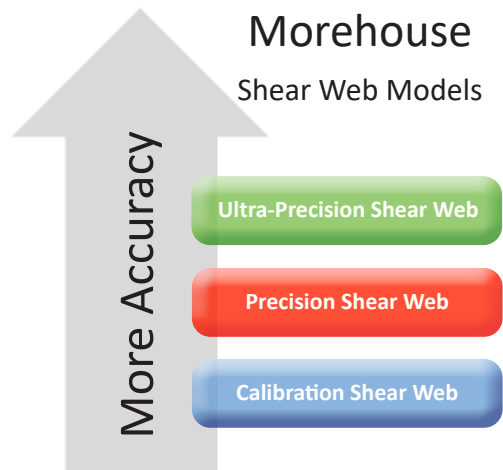 Morehouse
Shear Web Models
More Accuracy
Ultra-Precision Shear Web
Precision Shear Web
Calibration Shear Web